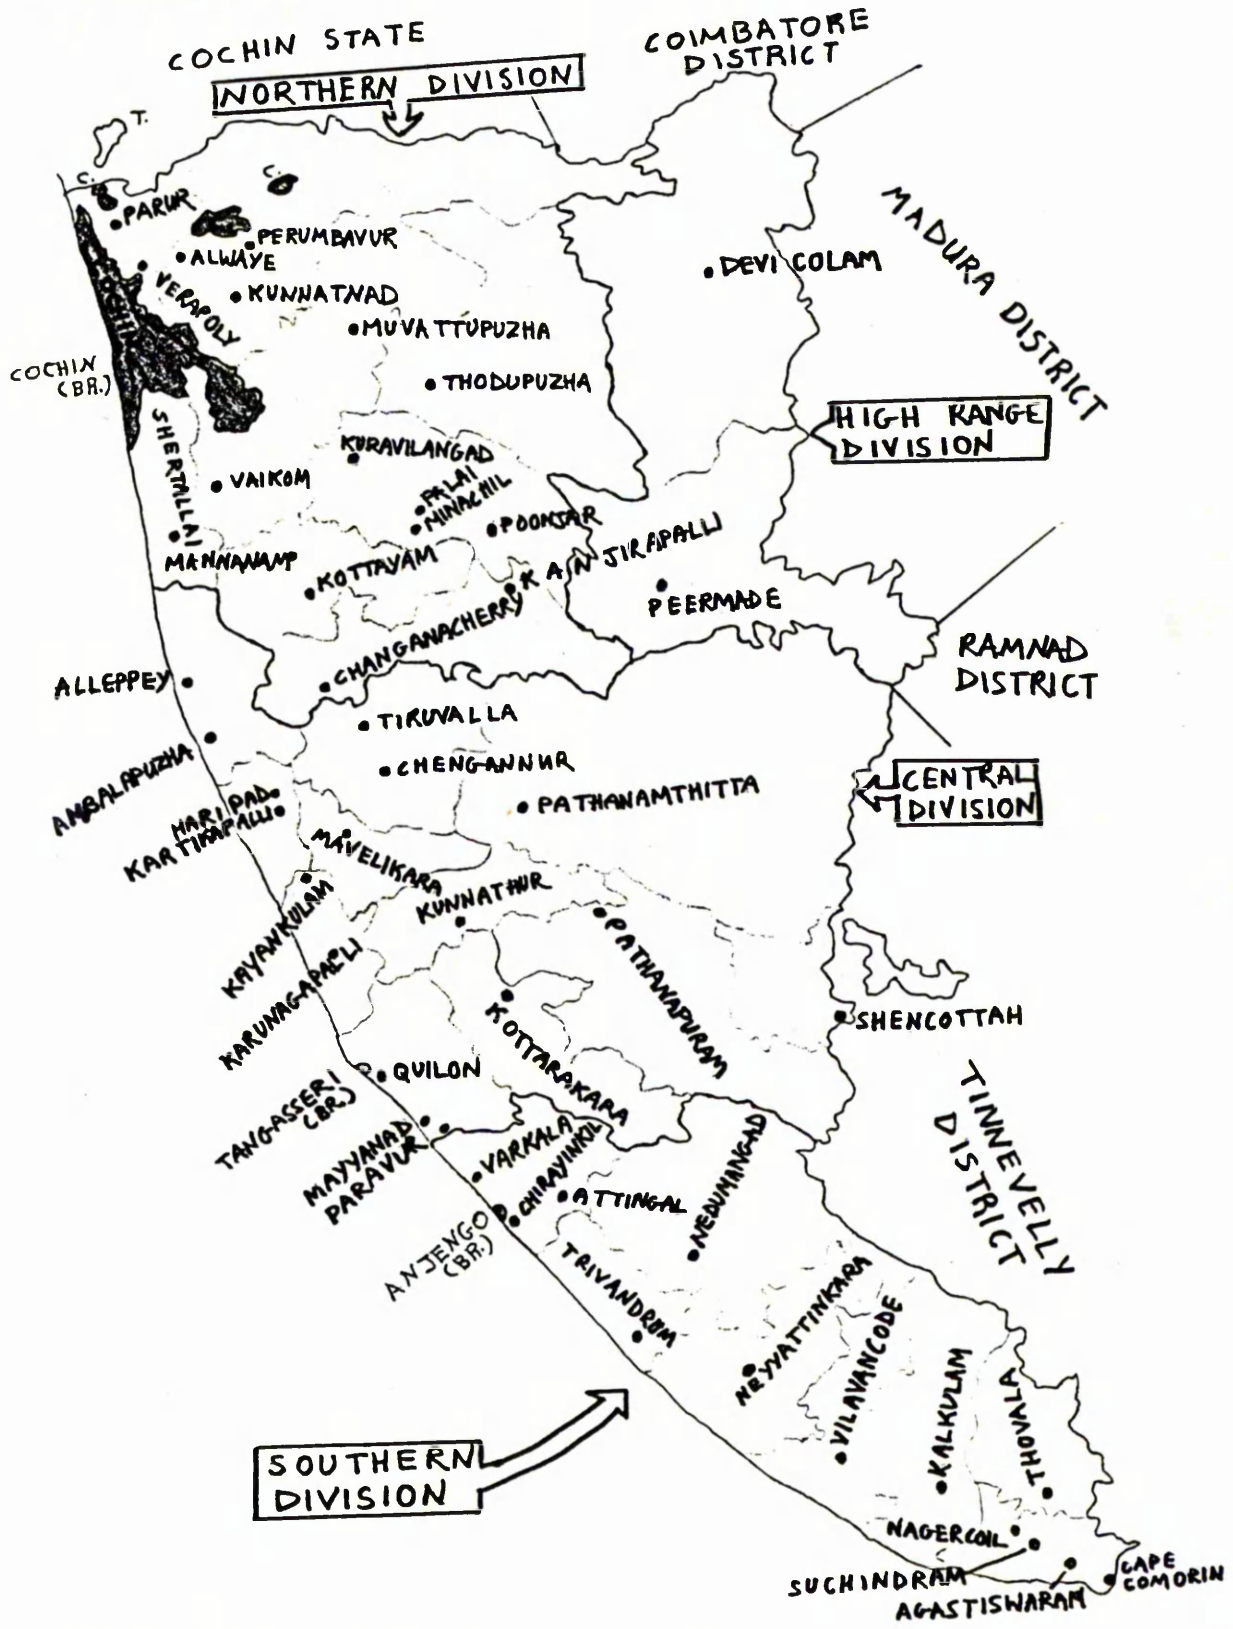 COCHIN STATE
COIMBATORE
DISTRICT
NORTHERN DIVISION
T.
C.
C.
PARUR
PERUMBAVUR
ALWAYE
VERAPOLY
KUNNATNAD
DEVI COLAM
MADURA DISTRICT
MUVATTUPUZHA
COCHIN
(BR.)
THODUPUZHA
HIGH RANGE
DIVISION
SHERTALLAI
KURAVILANGAD
VAIKOM
PALAI
MINACHIL
POONJAR
MANNANAM
KOTTAYAM
KANJIRAPALLI
PEERMADE
CHANGANACHERRY
RAMNAD
DISTRICT
ALLEPPEY
TIRUVALLA
AMBALAPUZHA
CHENGANNUR
CENTRAL
DIVISION
PATHANAMTHITTA
HARIPAD
KARTIKAPALLI
MAVELIKARA
KUNNATHUR
KAYANKULAM
PATHANAPURAM
KARUNAGAPALLI
KOTTARAKARA
SHENCOTTAH
QUILON
TANGASSERI
(BR.)
TINNEVELLY
DISTRICT
MAYYANAD
PARAVUR
VARKALA
CHIRAYINKIL
ATTINGAL
NEDUMANGAD
ANJENGO
(BR.)
TRIVANDRUM
NEYYATTINKARA
VILAVANCODE
KALKULAM
THOVALA
SOUTHERN
DIVISION
NAGERCOIL
SUCHINDRAM
AGASTISWARAM
CAPE
COMORIN